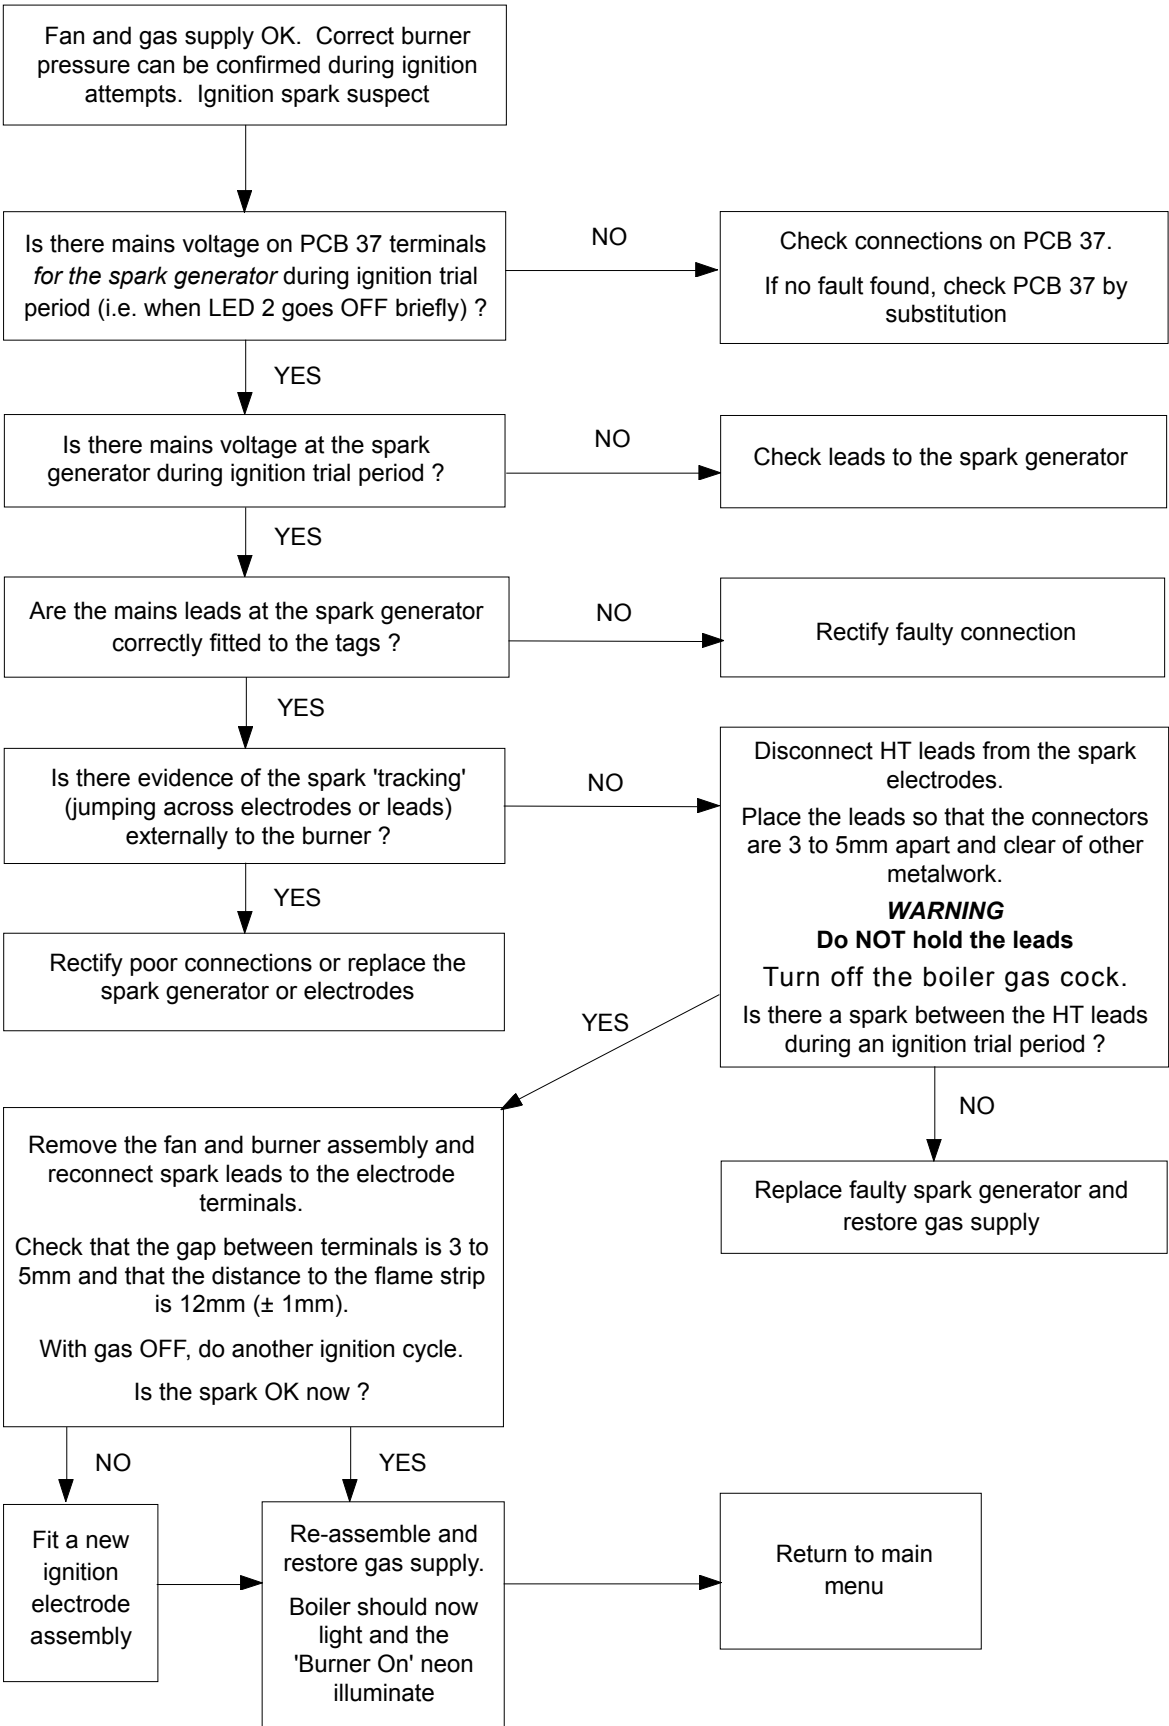 Fan and gas supply OK.  Correct burner
pressure can be confirmed during ignition
attempts.  Ignition spark suspect
Is there mains voltage on PCB 37 terminals
for the spark generator during ignition trial
period (i.e. when LED 2 goes OFF briefly) ?
NO
Check connections on PCB 37.
If no fault found, check PCB 37 by
substitution
YES
Is there mains voltage at the spark
generator during ignition trial period ?
NO
Check leads to the spark generator
YES
Are the mains leads at the spark generator
correctly fitted to the tags ?
NO
Rectify faulty connection
YES
Is there evidence of the spark 'tracking'
(jumping across electrodes or leads)
externally to the burner ?
NO
Disconnect HT leads from the spark
electrodes.
Place the leads so that the connectors
are 3 to 5mm apart and clear of other
metalwork.
WARNING
Do NOT hold the leads
Turn off the boiler gas cock.
Is there a spark between the HT leads
during an ignition trial period ?
YES
Rectify poor connections or replace the
spark generator or electrodes
YES
NO
Replace faulty spark generator and
restore gas supply
Remove the fan and burner assembly and
reconnect spark leads to the electrode
terminals.
Check that the gap between terminals is 3 to
5mm and that the distance to the flame strip
is 12mm (± 1mm).
With gas OFF, do another ignition cycle.
Is the spark OK now ?
NO
YES
Fit a new
ignition
electrode
assembly
Re-assemble and
restore gas supply.
Boiler should now
light and the
'Burner On' neon
illuminate
Return to main
menu